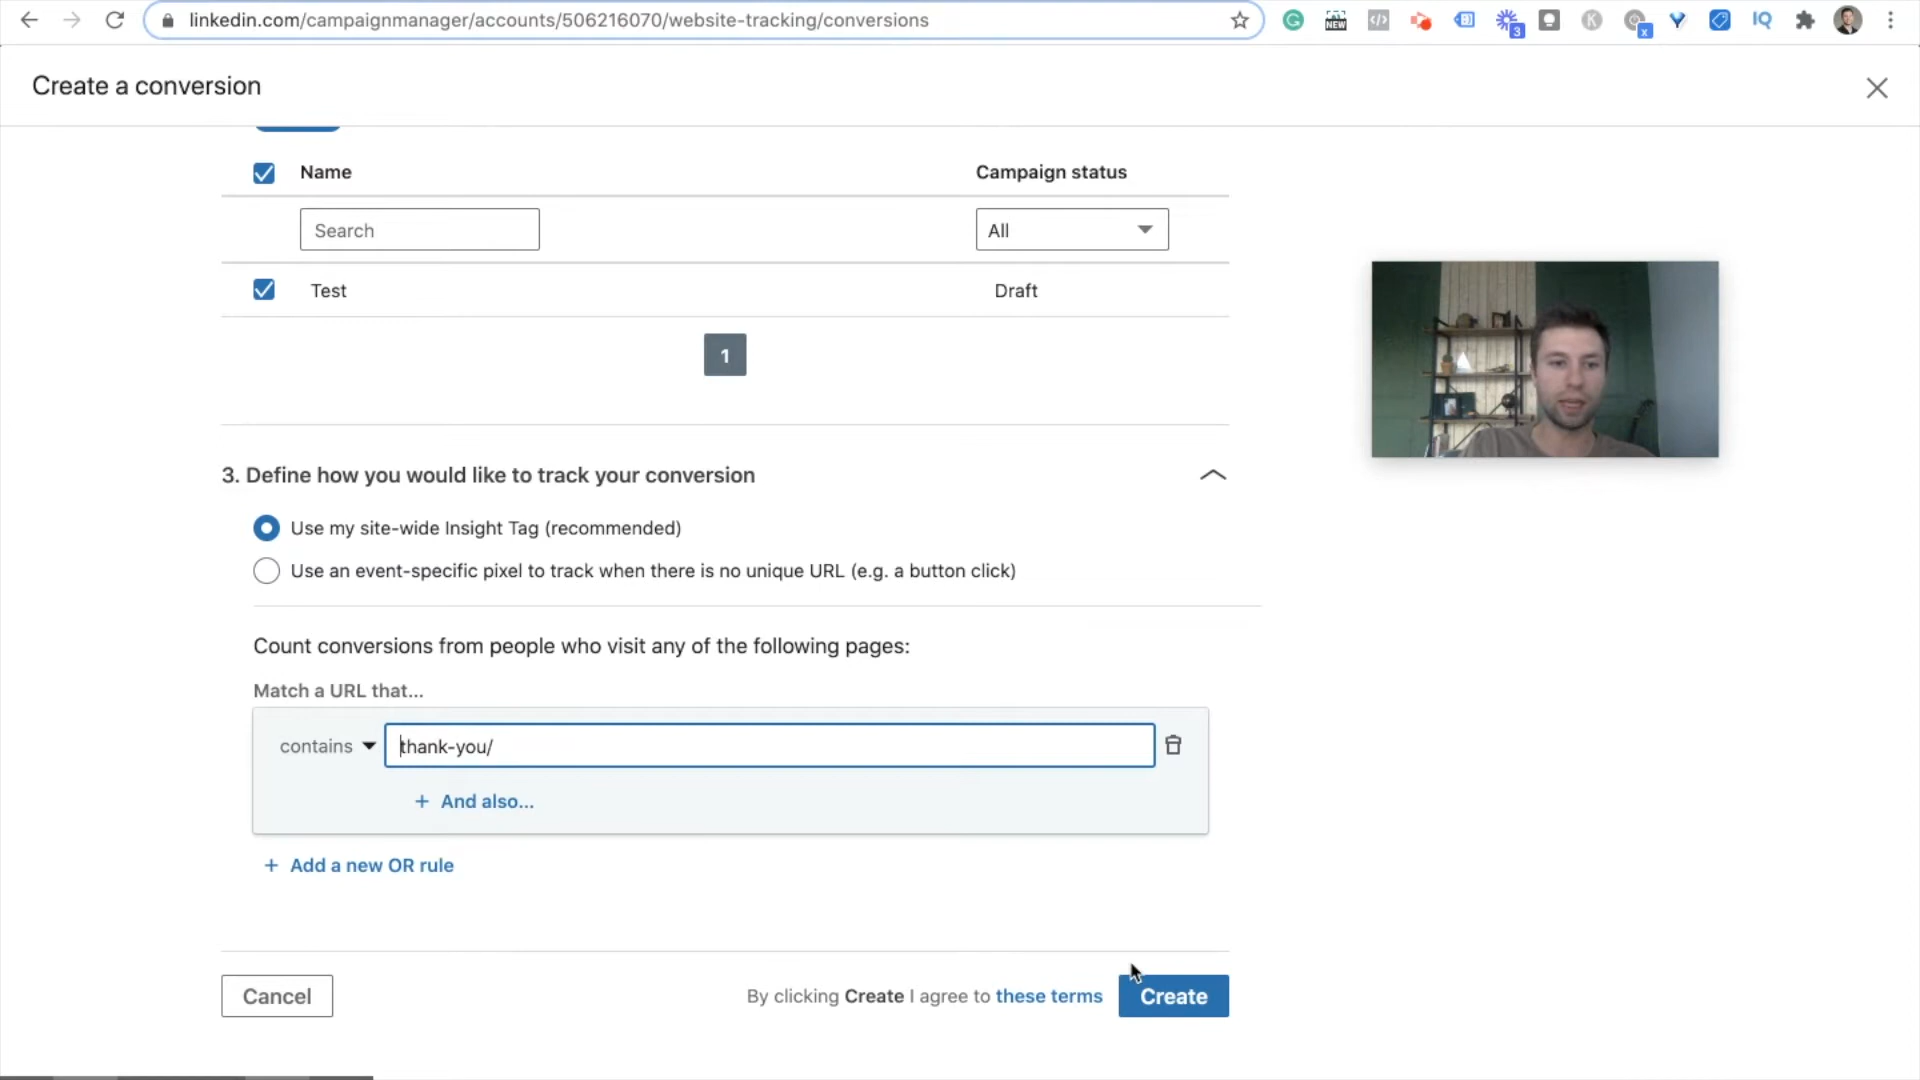 linkedin.com/campaignmanager/accounts/506216070/website-tracking/conversions
NEW
3
K
x
IQ
Create a conversion
Name Campaign status
Search All
Test Draft
1
3. Define how you would like to track your conversion
Use my site-wide Insight Tag (recommended)
Use an event-specific pixel to track when there is no unique URL (e.g. a button click)
Count conversions from people who visit any of the following pages:
Match a URL that...
contains thank-you/
+ And also...
+ Add a new OR rule
Cancel By clicking Create I agree to these terms Create